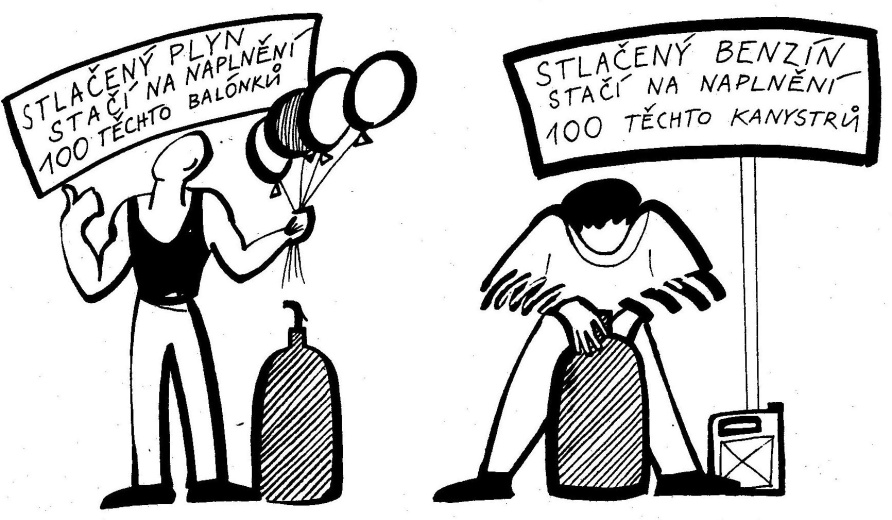 STLAČENÝ PLYN
STAČÍ NA NAPLNĚNÍ
100 TĚCHTO BALÓNKŮ
STLAČENÝ BENZÍN
STAČÍ NA NAPLNĚNÍ
100 TĚCHTO KANYSTRŮ